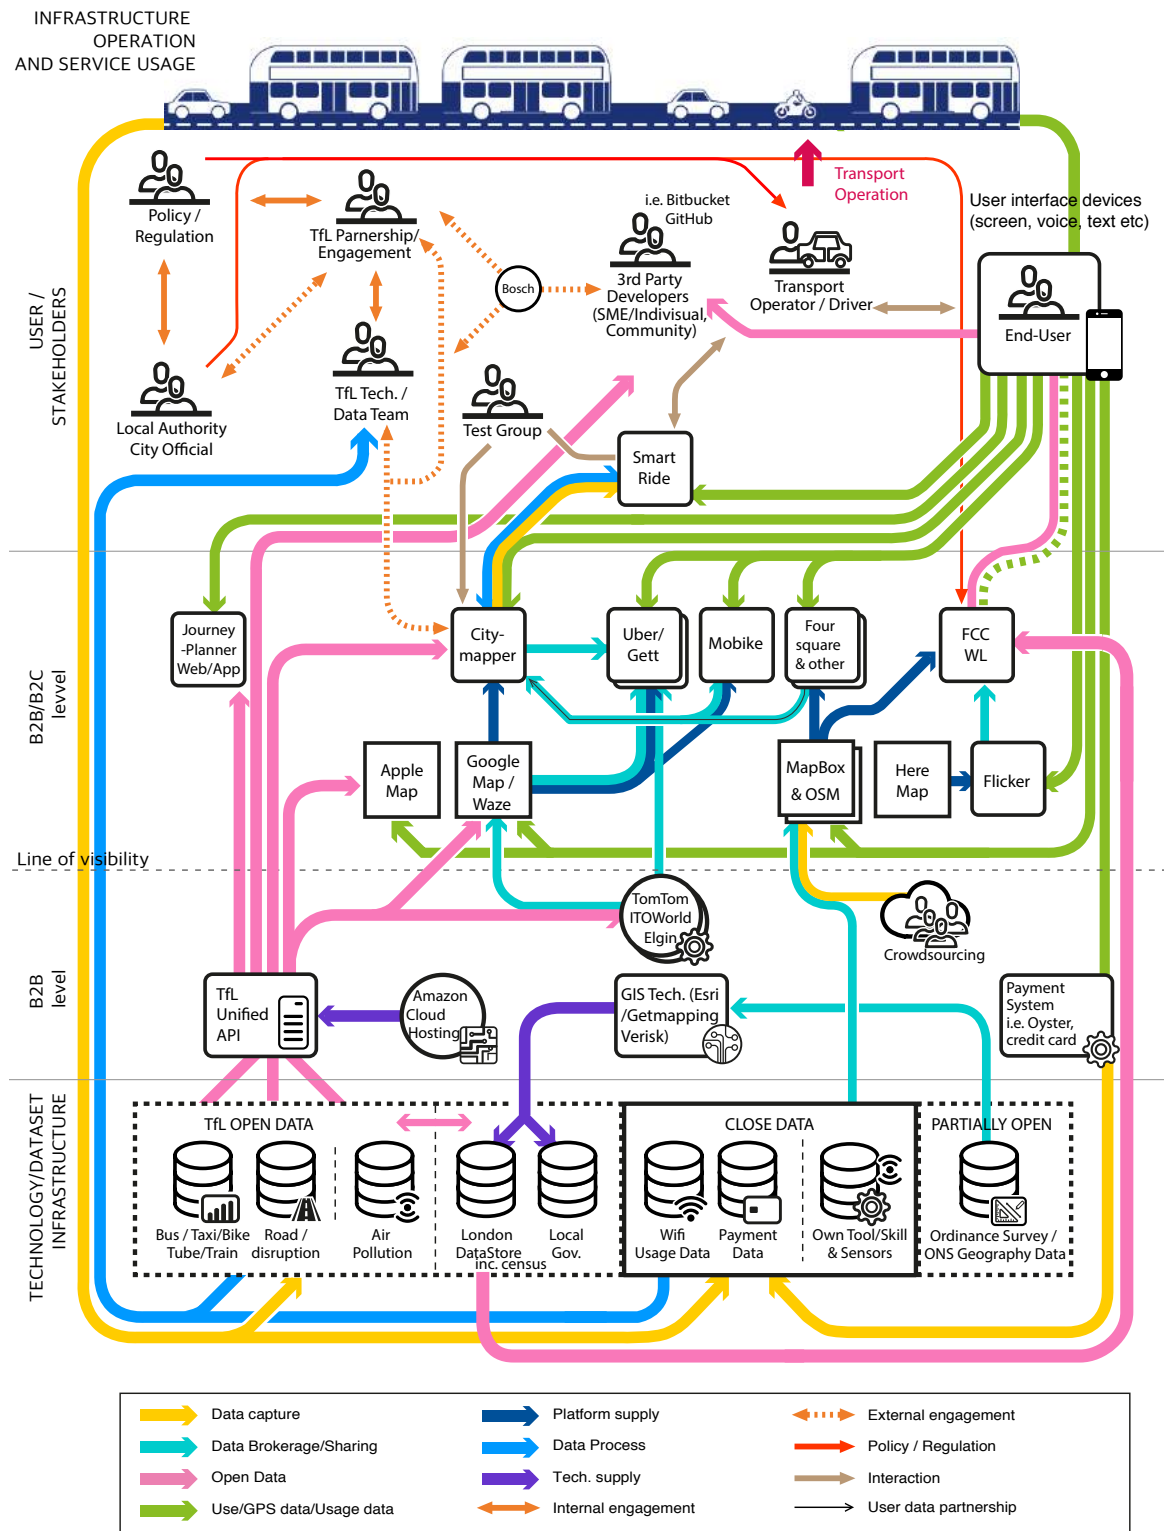 INFRASTRUCTURE
OPERATION
AND SERVICE USAGE
Transport
Operation
i.e. Bitbucket
GitHub
User interface devices
(screen, voice, text etc)
Policy /
Regulation
TfL Parnership/
Engagement
Bosch
3rd Party
Developers
(SME/Indivisual,
Community)
Transport
Operator / Driver
End-User
USER /
STAKEHOLDERS
Local Authority
City Official
TfL Tech. /
Data Team
Test Group
Smart
Ride
B2B/B2C
levvel
Journey
-Planner
Web/App
City-
mapper
Uber/
Gett
Mobike
Four
square
& other
FCC
WL
Apple
Map
Google
Map /
Waze
MapBox
& OSM
Here
Map
Flicker
Line of visibility
B2B
level
TomTom
ITOWorld
Elgin
Crowdsourcing
TfL
Unified
API
Amazon
Cloud
Hosting
GIS Tech. (Esri
/Getmapping
Verisk)
Payment
System
i.e. Oyster,
credit card
TECHNOLOGY/DATASET
INFRASTRUCTURE
TfL OPEN DATA
CLOSE DATA
PARTIALLY OPEN
Bus / Taxi/Bike
Tube/Train
Road /
disruption
Air
Pollution
London
DataStore
inc. census
Local
Gov.
Wifi
Usage Data
Payment
Data
Own Tool/Skill
& Sensors
Ordinance Survey /
ONS Geography Data
Data capture
Platform supply
External engagement
Data Brokerage/Sharing
Data Process
Policy / Regulation
Open Data
Tech. supply
Interaction
Use/GPS data/Usage data
Internal engagement
User data partnership